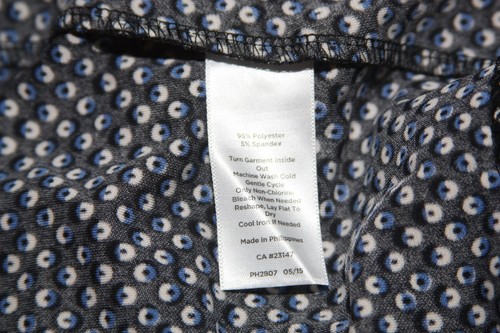 95% Polyester
5% Spandex
Turn Garment Inside
Out
Machine Wash Cold
Gentle Cycle
Only Non-Chlorine
Bleach When Needed
Reshape, Lay Flat To
Dry
Cool Iron If Needed
Made in Philippines
CA #23147
PH2807 05/15